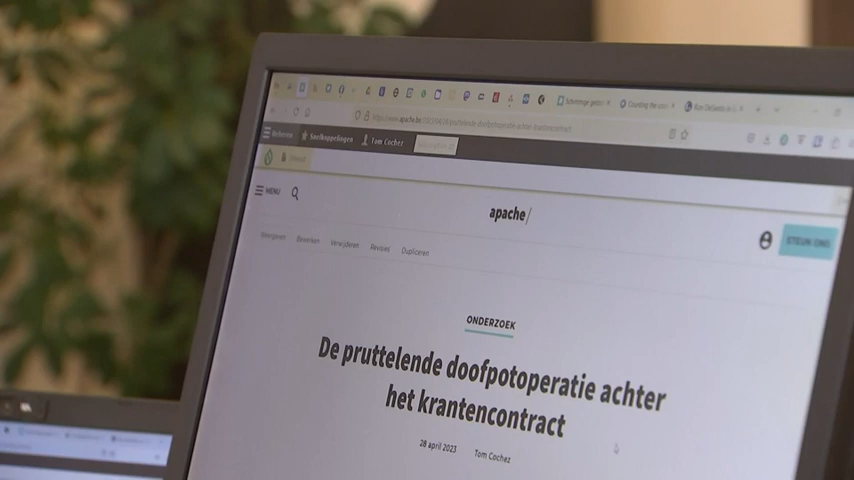 Beheren Snelkoppelingen Tom Cochez
MENU
apache/
STEUN ONS
Weergeven Bewerken Verwijderen Revisies Dupliceren
ONDERZOEK
De pruttelende doofpotoperatie achter
het krantencontract
28 april 2023 Tom Cochez